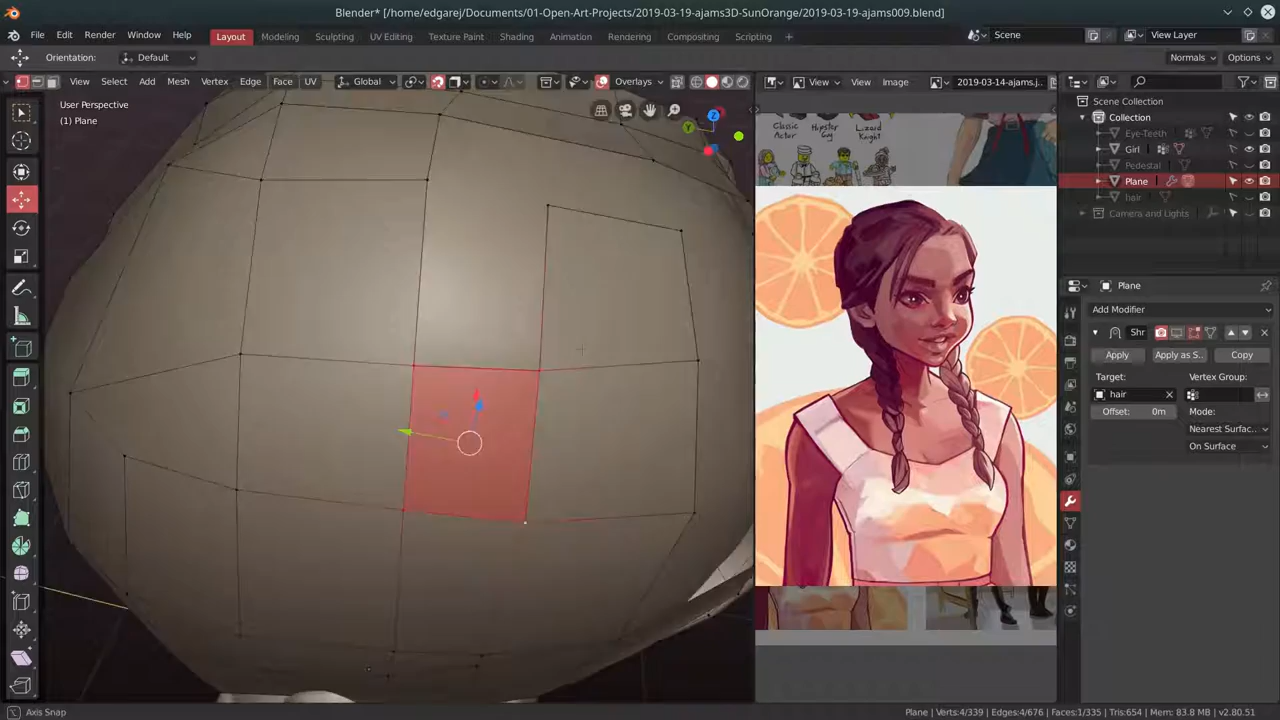 Blender* [/home/edgarej/Documents/01-Open-Art-Projects/2019-03-19-ajams3D-SunOrange/2019-03-19-ajams009.blend]
File Edit Render Window Help Layout Modeling Sculpting UV Editing Texture Paint Shading Animation Rendering Compositing Scripting Scene View Layer
Orientation: Default Normals Options
View Select Add Mesh Vertex Edge Face UV Global Overlays View View Image 2019-03-14-ajams.j..
User Perspective
(1) Plane
Z
Y
Classic Actor
Hipster Guy
Lizard Knight
Scene Collection
Collection
Eye-Teeth
Girl
Pedestal
Plane
hair
Camera and Lights
Plane
Add Modifier
Shr
Apply Apply as S.. Copy
Target: Vertex Group:
hair
Offset: 0m Mode:
Nearest Surfac..
On Surface
Axis Snap
Plane | Verts:4/339 | Edges:4/676 | Faces:1/335 | Tris:654 | Mem: 83.8 MB | v2.80.51